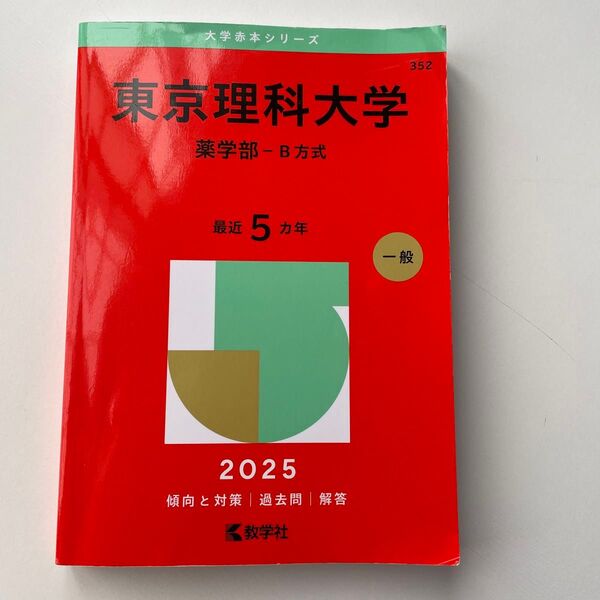 大学赤本シリーズ
352
東京理科大学
薬学部－B方式
最近 5 カ年
一般
2025
傾向と対策｜過去問｜解答
教学社